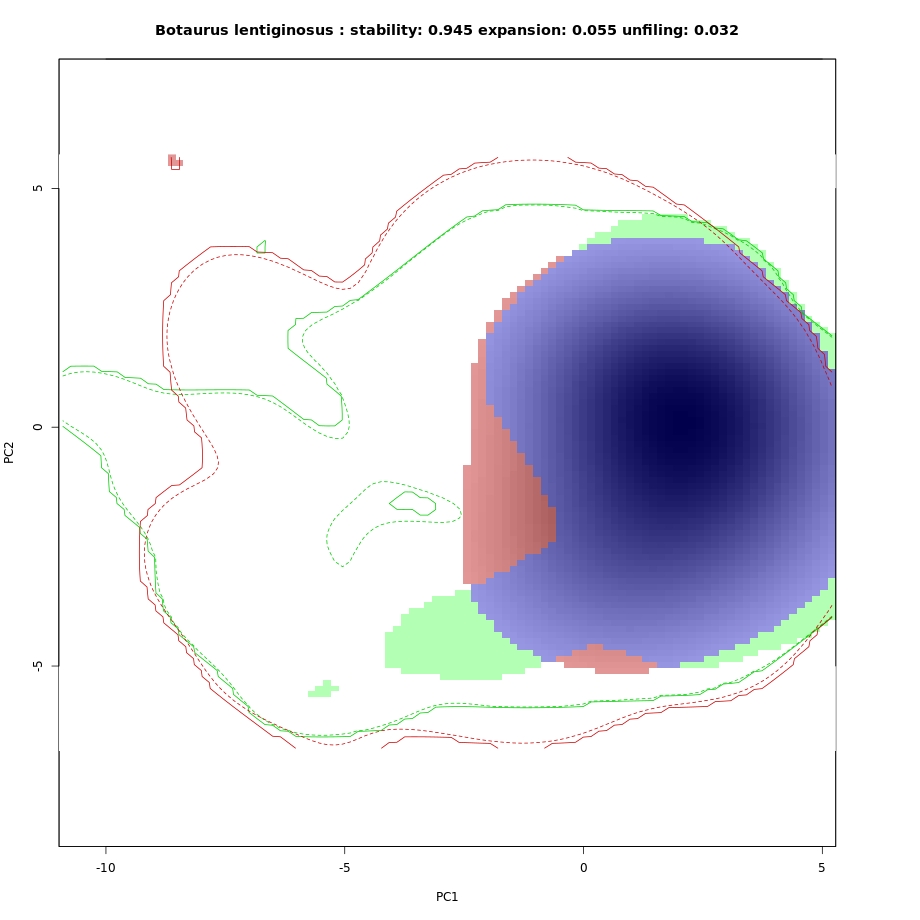 Botaurus lentiginosus : stability: 0.945 expansion: 0.055 unfiling: 0.032
5
0
-5
PC2
-10 -5 0 5
PC1